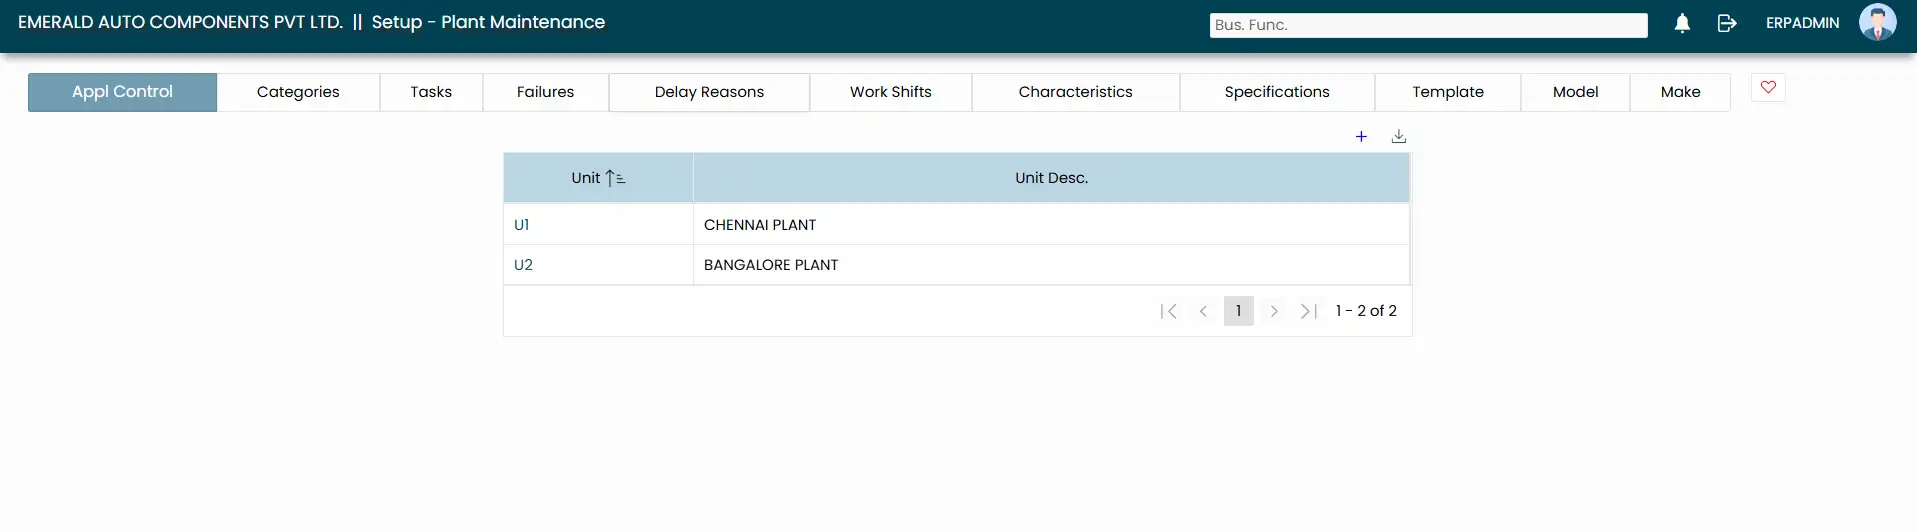 EMERALD AUTO COMPONENTS PVT LTD. || Setup - Plant Maintenance
Bus. Func.
ERPADMIN
Appl Control Categories Tasks Failures Delay Reasons Work Shifts Characteristics Specifications Template Model Make
Unit Unit Desc.
U1 CHENNAI PLANT
U2 BANGALORE PLANT
1 1 - 2 of 2